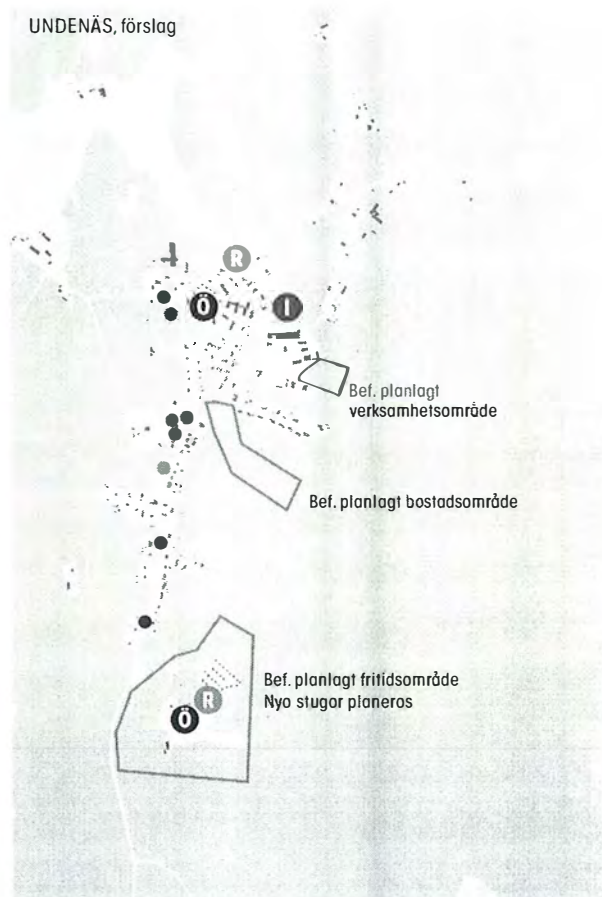 UNDENÄS, förslag
R
Ö
I
Bef. planlagt
verksamhetsområde
Bef. planlagt bostadsområde
Bef. planlagt fritidsområde
Nya stugor planeras
R
Ö